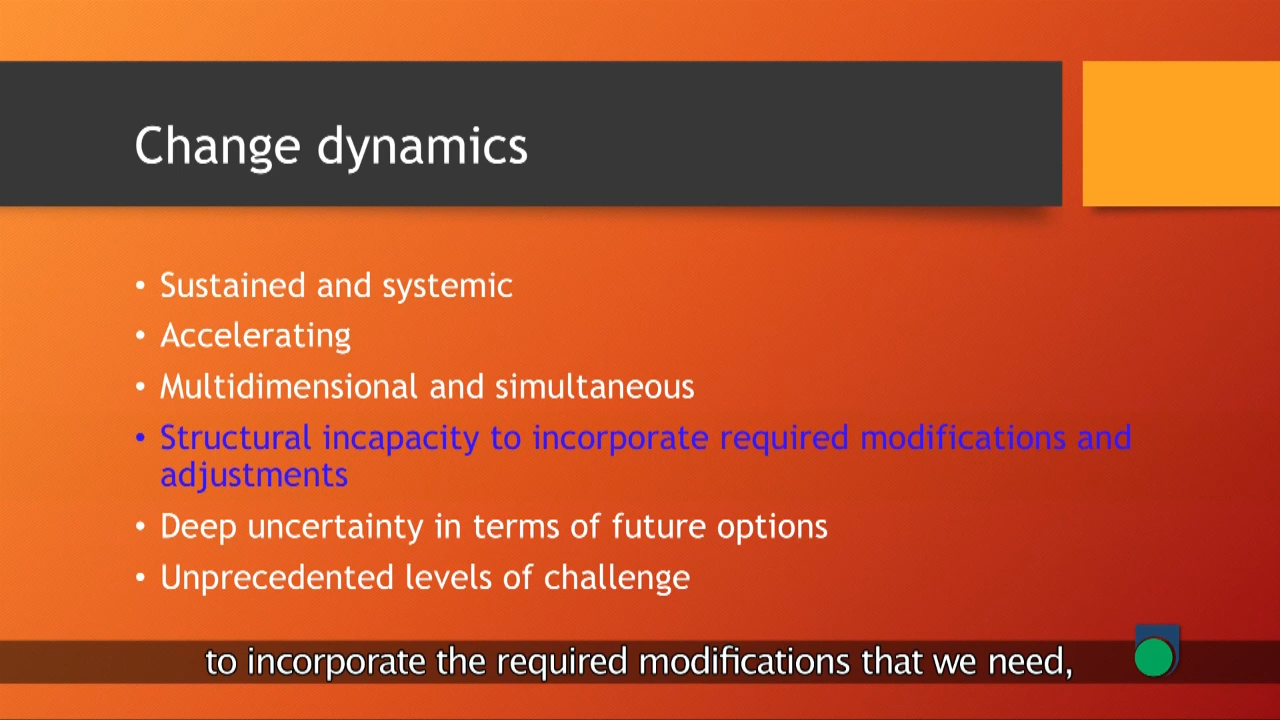 Change dynamics
• Sustained and systemic
• Accelerating
• Multidimensional and simultaneous
• Structural incapacity to incorporate required modifications and
adjustments
• Deep uncertainty in terms of future options
• Unprecedented levels of challenge
to incorporate the required modifications that we need,